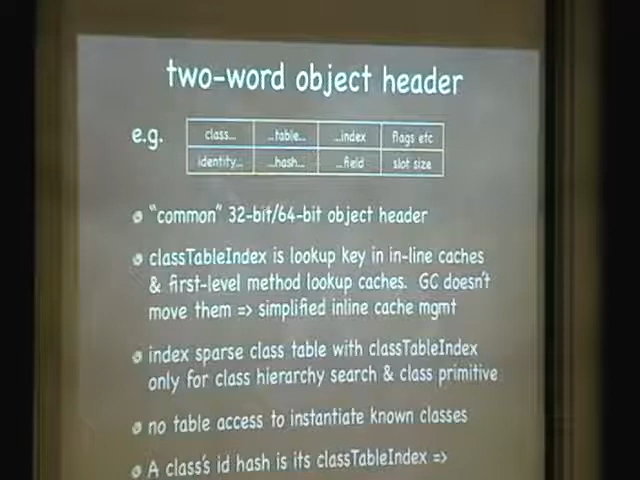 two-word object header
e.g.
class... ...table... ...index flags etc
identity... ...hash... ...field slot size
"common" 32-bit/64-bit object header
classTableIndex is lookup key in in-line caches
& first-level method lookup caches. GC doesn't
move them => simplified inline cache mgmt
index sparse class table with classTableIndex
only for class hierarchy search & class primitive
no table access to instantiate known classes
A class's id hash is its classTableIndex =>